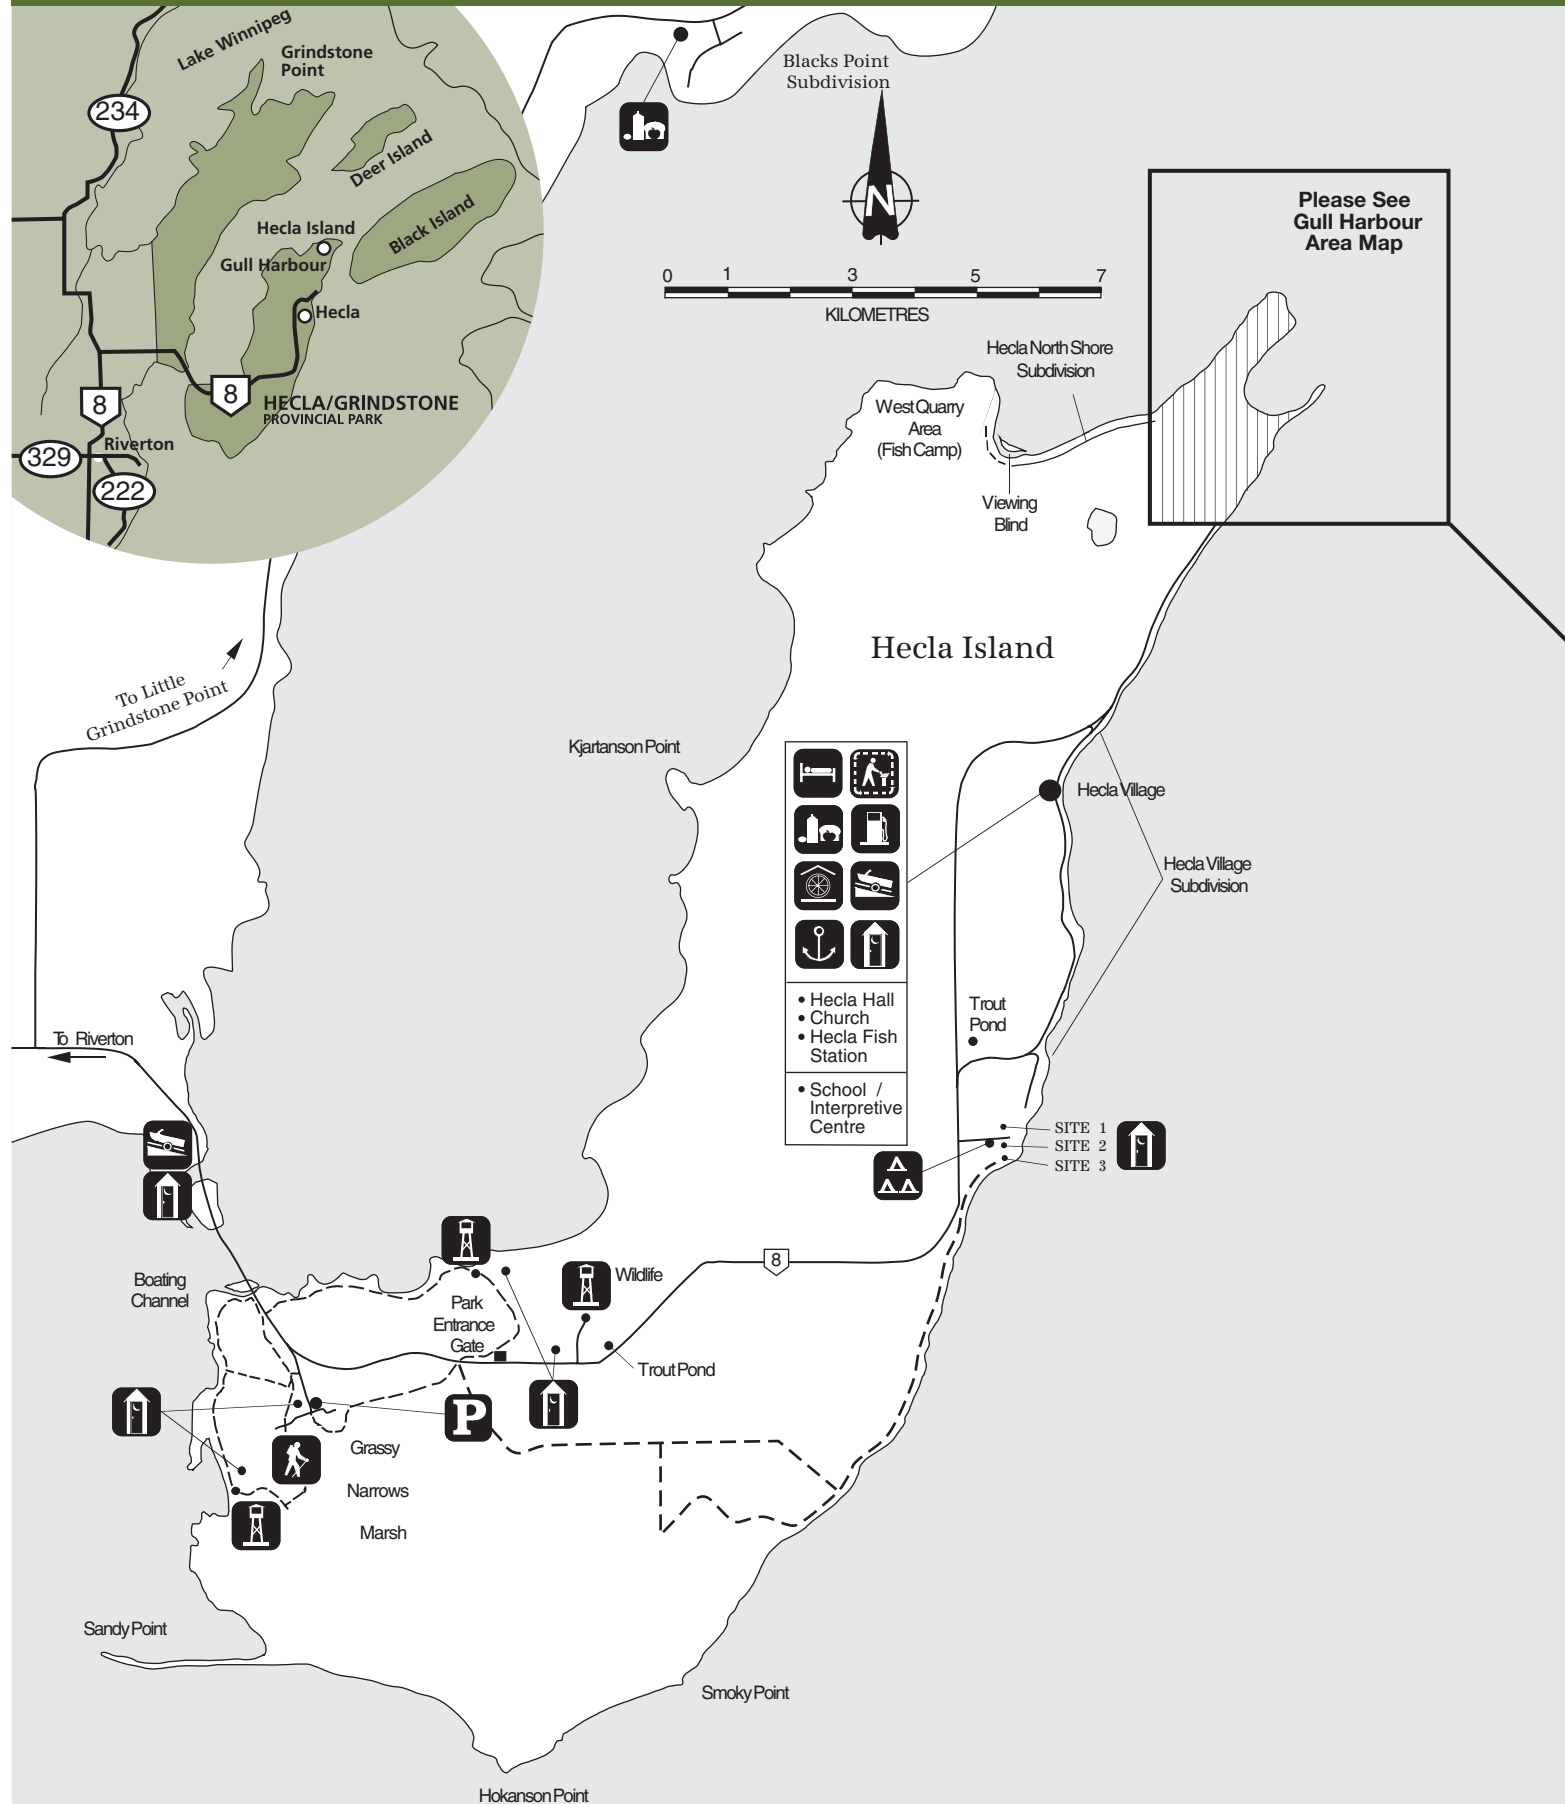 Lake Winnipeg
Grindstone
Point
234
Deer Island
Black Island
Hecla Island
Gull Harbour
Hecla
8
8
HECLA/GRINDSTONE
PROVINCIAL PARK
Riverton
329
222
Blacks Point
Subdivision
N
0 1 3 5 7
KILOMETRES
Please See
Gull Harbour
Area Map
Hecla North Shore
Subdivision
West Quarry
Area
(Fish Camp)
Viewing
Blind
Hecla Island
To Little
Grindstone Point
Kjartanson Point
Hecla Village
Hecla Village
Subdivision
• Hecla Hall
• Church
• Hecla Fish
Station
• School /
Interpretive
Centre
Trout
Pond
To Riverton
SITE 1
SITE 2
SITE 3
8
Boating
Channel
Wildlife
Park
Entrance
Gate
Trout Pond
P
Grassy
Narrows
Marsh
Sandy Point
Smoky Point
Hokanson Point